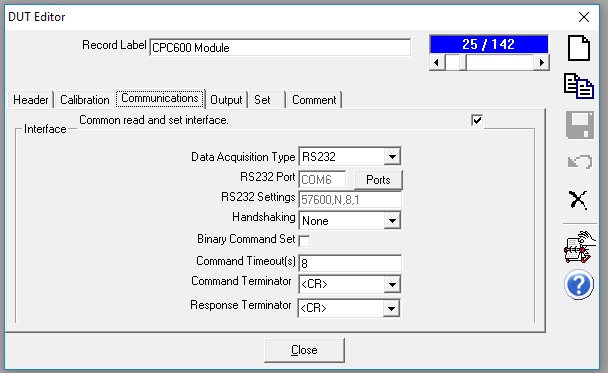 DUT Editor
Record Label CPC600 Module
25 / 142
Header Calibration Communications Output Set Comment
Common read and set interface.
Interface
Data Acquisition Type RS232
RS232 Port COM6 Ports
RS232 Settings 57600,N,8,1
Handshaking None
Binary Command Set
Command Timeout(s) 8
Command Terminator <CR>
Response Terminator <CR>
Close